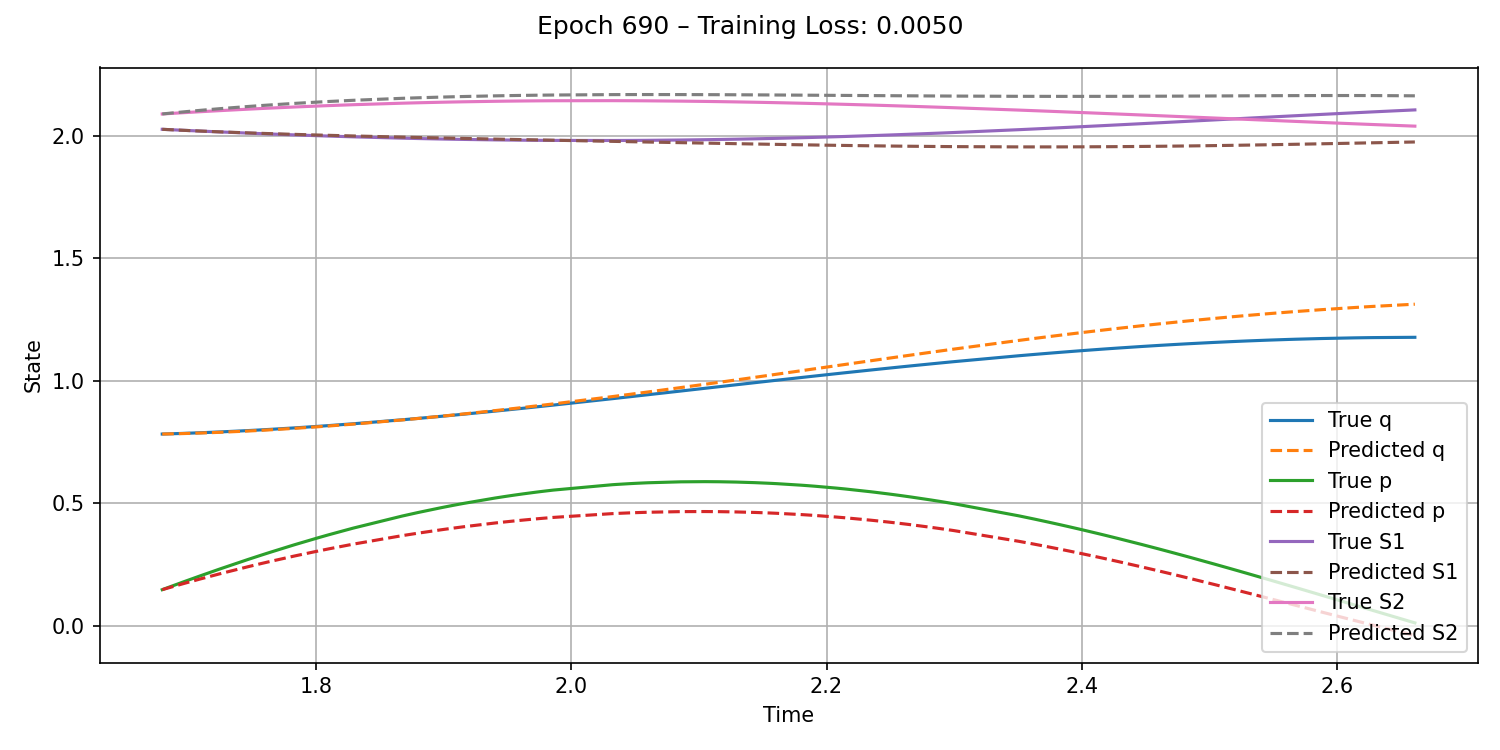 Epoch 690 – Training Loss: 0.0050
State
2.0
1.5
1.0
0.5
0.0
True q
Predicted q
True p
Predicted p
True S1
Predicted S1
True S2
Predicted S2
1.8
2.0
2.2
2.4
2.6
Time